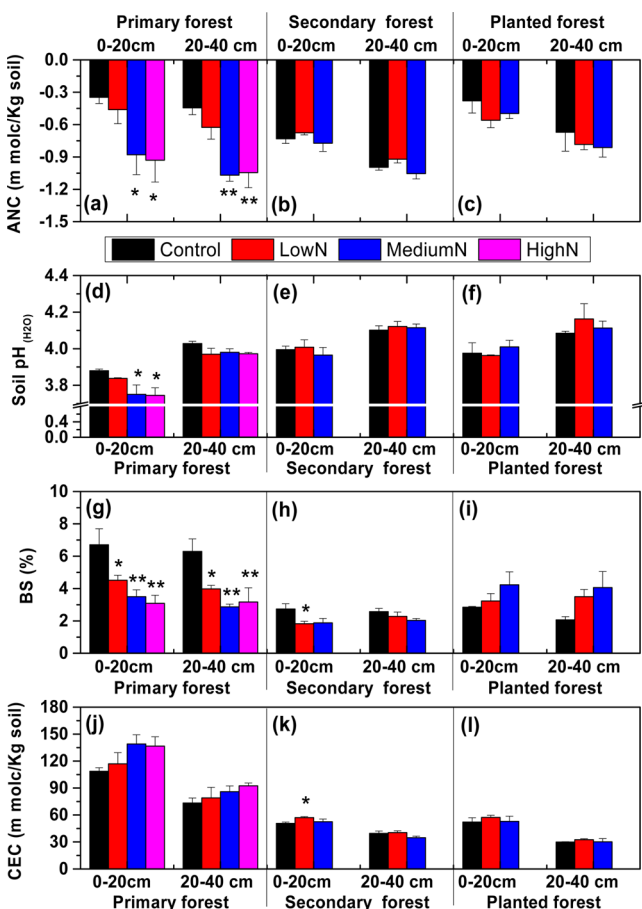 Primary forest Secondary forest Planted forest
0-20cm 20-40 cm 0-20cm 20-40 cm 0-20cm 20-40 cm
ANC (m molc/Kg soil)
0.0
-0.3
-0.6
-0.9
-1.2
-1.5
(a) * * ** ** (b) (c)
Control LowN MediumN HighN
Soil pH (H2O)
4.4
4.2
4.0
3.8
0.4
0.0
(d) * * (e) (f)
0-20cm 20-40 cm 0-20cm 20-40 cm 0-20cm 20-40 cm
Primary forest Secondary forest Planted forest
BS (%)
10
8
6
4
2
0
(g) * ** ** * ** ** (h) * (i)
0-20cm 20-40 cm 0-20cm 20-40 cm 0-20cm 20-40 cm
Primary forest Secondary forest Planted forest
CEC (m molc/Kg soil)
180
150
120
90
60
30
0
(j) (k) * (l)
0-20cm 20-40 cm 0-20cm 20-40 cm 0-20cm 20-40 cm
Primary forest Secondary forest Planted forest